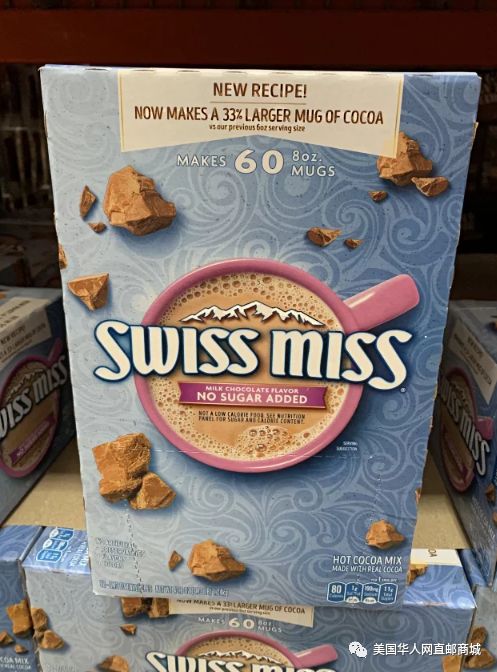 NEW RECIPE!
NOW MAKES A 33% LARGER MUG OF COCOA
vs our previous 6oz serving size
MAKES 60 8oz. MUGS
SWISS MISS
MILK CHOCOLATE FLAVOR
NO SUGAR ADDED
NOT A LOW CALORIE FOOD. SEE NUTRITION
PANEL FOR SUGAR AND CALORIE CONTENT.
SERVING
SUGGESTION
HOT COCOA MIX
MADE WITH REAL COCOA
80
NOW MAKES A 33% LARGER MUG OF COCOA
MAKES 60
SWISS MISS
美国华人网直邮商城